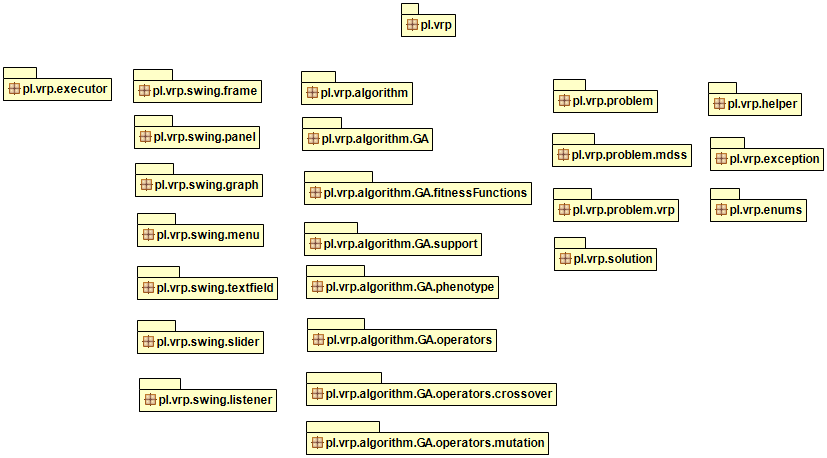 pl.vrp
pl.vrp.executor
pl.vrp.swing.frame
pl.vrp.swing.panel
pl.vrp.swing.graph
pl.vrp.swing.menu
pl.vrp.swing.textfield
pl.vrp.swing.slider
pl.vrp.swing.listener
pl.vrp.algorithm
pl.vrp.algorithm.GA
pl.vrp.algorithm.GA.fitnessFunctions
pl.vrp.algorithm.GA.support
pl.vrp.algorithm.GA.phenotype
pl.vrp.algorithm.GA.operators
pl.vrp.algorithm.GA.operators.crossover
pl.vrp.algorithm.GA.operators.mutation
pl.vrp.problem
pl.vrp.problem.mdss
pl.vrp.problem.vrp
pl.vrp.solution
pl.vrp.helper
pl.vrp.exception
pl.vrp.enums